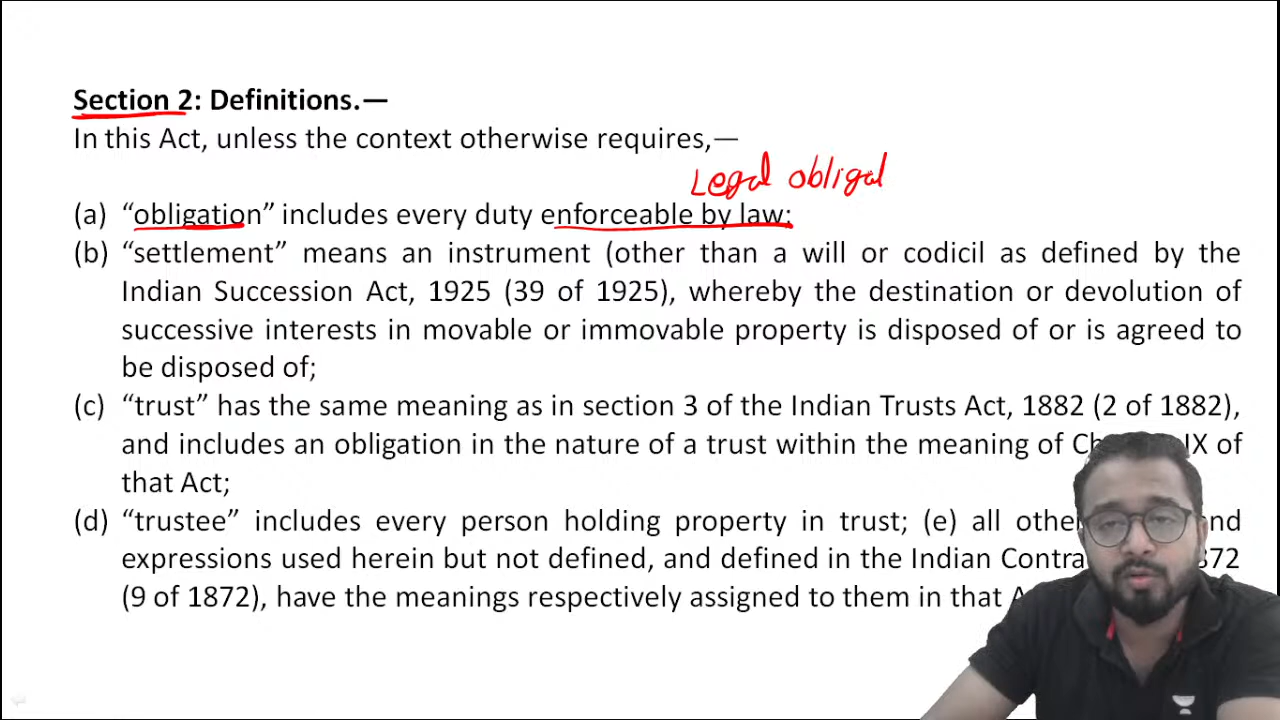 Section 2: Definitions.—
In this Act, unless the context otherwise requires,—
Legal obligat
(a) “obligation” includes every duty enforceable by law;
(b) “settlement” means an instrument (other than a will or codicil as defined by the
Indian Succession Act, 1925 (39 of 1925), whereby the destination or devolution of
successive interests in movable or immovable property is disposed of or is agreed to
be disposed of;
(c) “trust” has the same meaning as in section 3 of the Indian Trusts Act, 1882 (2 of 1882),
and includes an obligation in the nature of a trust within the meaning of IX of
that Act;
(d) “trustee” includes every person holding property in trust; (e) all
expressions used herein but not defined, and defined in the Indian
(9 of 1872), have the meanings respectively assigned to them in that